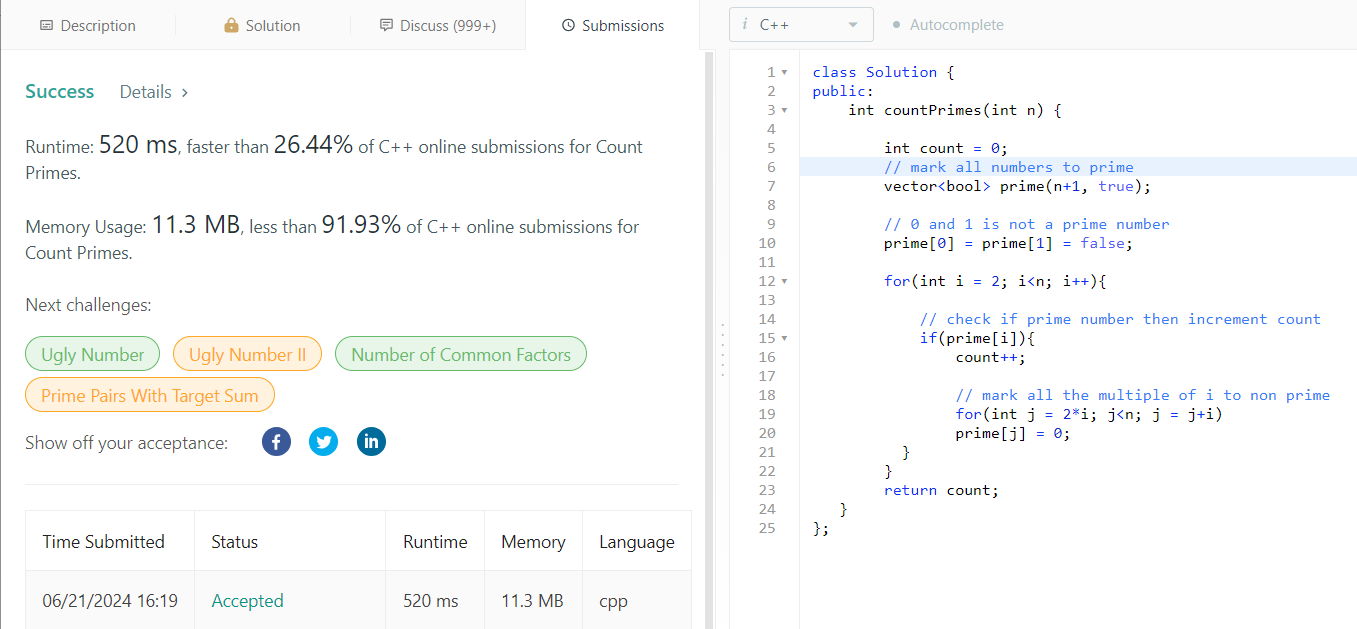 Description
Solution
Discuss (999+)
Submissions
Success Details >
Runtime: 520 ms, faster than 26.44% of C++ online submissions for Count
Primes.
Memory Usage: 11.3 MB, less than 91.93% of C++ online submissions for
Count Primes.
Next challenges:
Ugly Number
Ugly Number II
Number of Common Factors
Prime Pairs With Target Sum
Show off your acceptance:
Time Submitted Status Runtime Memory Language
06/21/2024 16:19 Accepted 520 ms 11.3 MB cpp
i C++
Autocomplete
1 class Solution {
2 public:
3     int countPrimes(int n) {
4
5         int count = 0;
6         // mark all numbers to prime
7         vector<bool> prime(n+1, true);
8
9         // 0 and 1 is not a prime number
10         prime[0] = prime[1] = false;
11
12         for(int i = 2; i<n; i++){
13
14             // check if prime number then increment count
15             if(prime[i]){
16                 count++;
17
18                 // mark all the multiple of i to non prime
19                 for(int j = 2*i; j<n; j = j+i)
20                 prime[j] = 0;
21           }
22         }
23         return count;
24    }
25 };